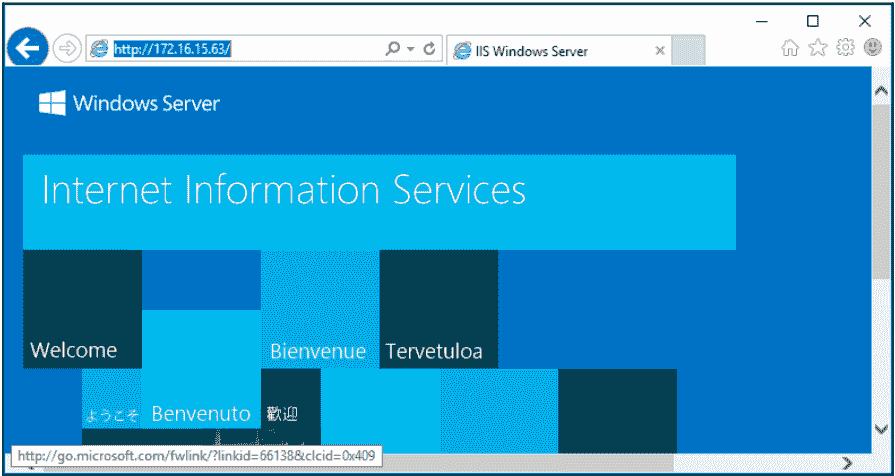 http://172.16.15.63/
IIS Windows Server
Windows Server
Internet Information Services
Welcome
Bienvenue
Tervetuloa
ようこそ
Benvenuto
歡迎
http://go.microsoft.com/fwlink/?linkid=66138&clcid=0x409